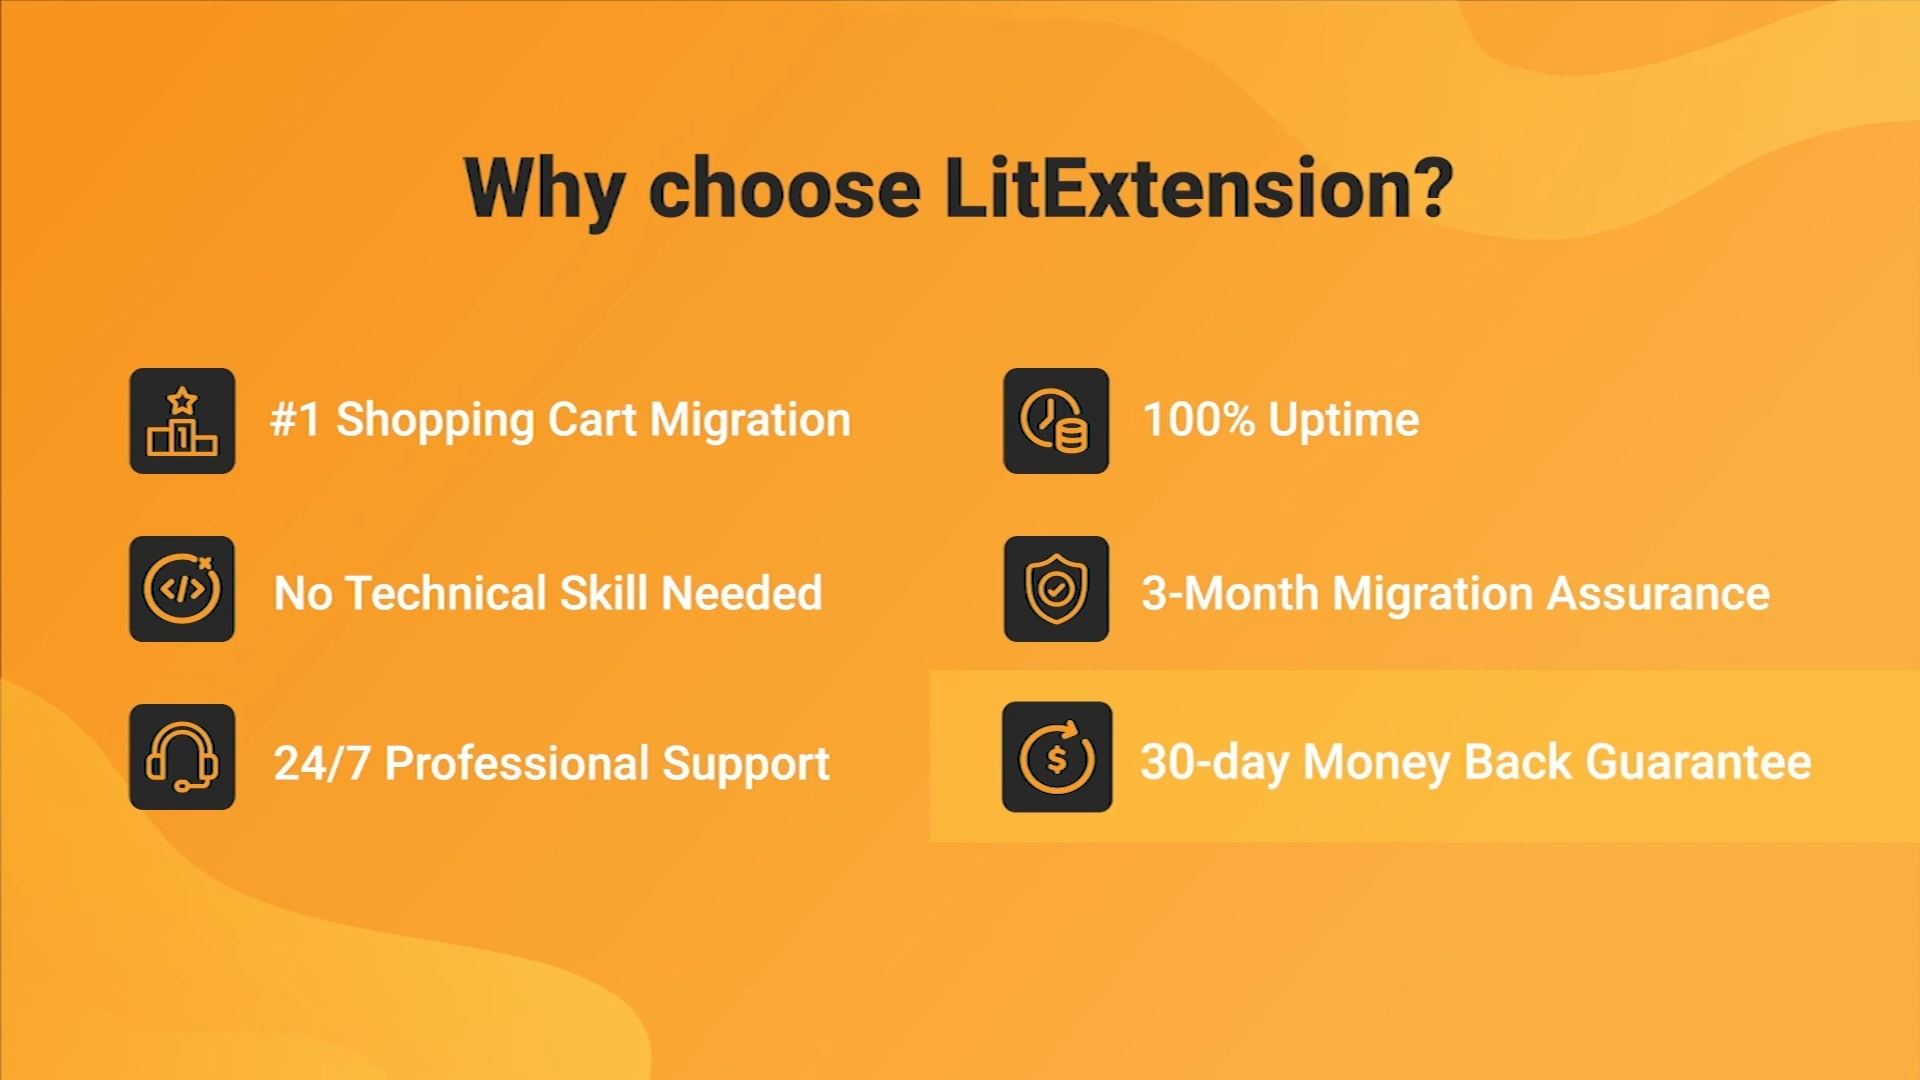 Why choose LitExtension?
#1 Shopping Cart Migration
No Technical Skill Needed
24/7 Professional Support
100% Uptime
3-Month Migration Assurance
30-day Money Back Guarantee